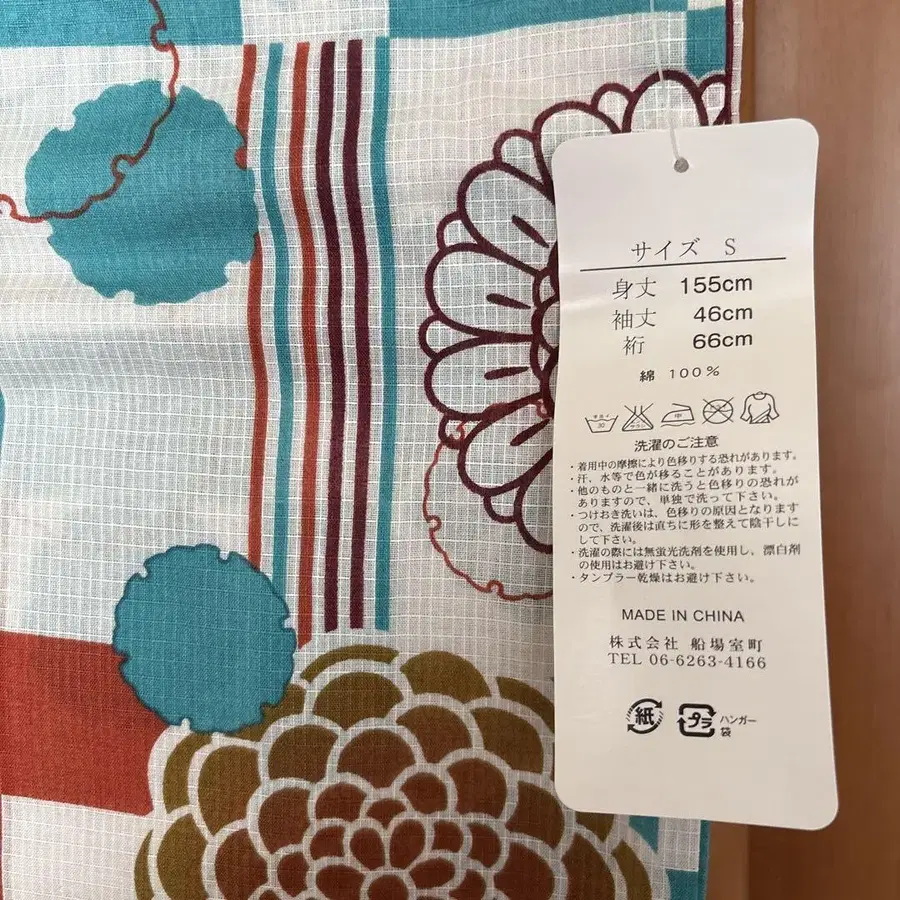 サイズ S
身丈 155cm
袖丈 46cm
裄 66cm
綿 100%
洗濯のご注意
・着用中の摩擦により色移りする恐れがあります。
・汗、水等で色が移ることがあります。
・他のものと一緒に洗うと色移りの恐れが
ありますので、単独で洗って下さい。
・つけおき洗いは、色移りの原因となります
ので、洗濯後は直ちに形を整えて陰干しに
して下さい。
・洗濯の際には無蛍光洗剤を使用し、漂白剤
の使用はお避け下さい。
・タンブラー乾燥はお避け下さい。
MADE IN CHINA
株式会社 船場室町
TEL 06-6263-4166
紙
プラ ハンガー
袋